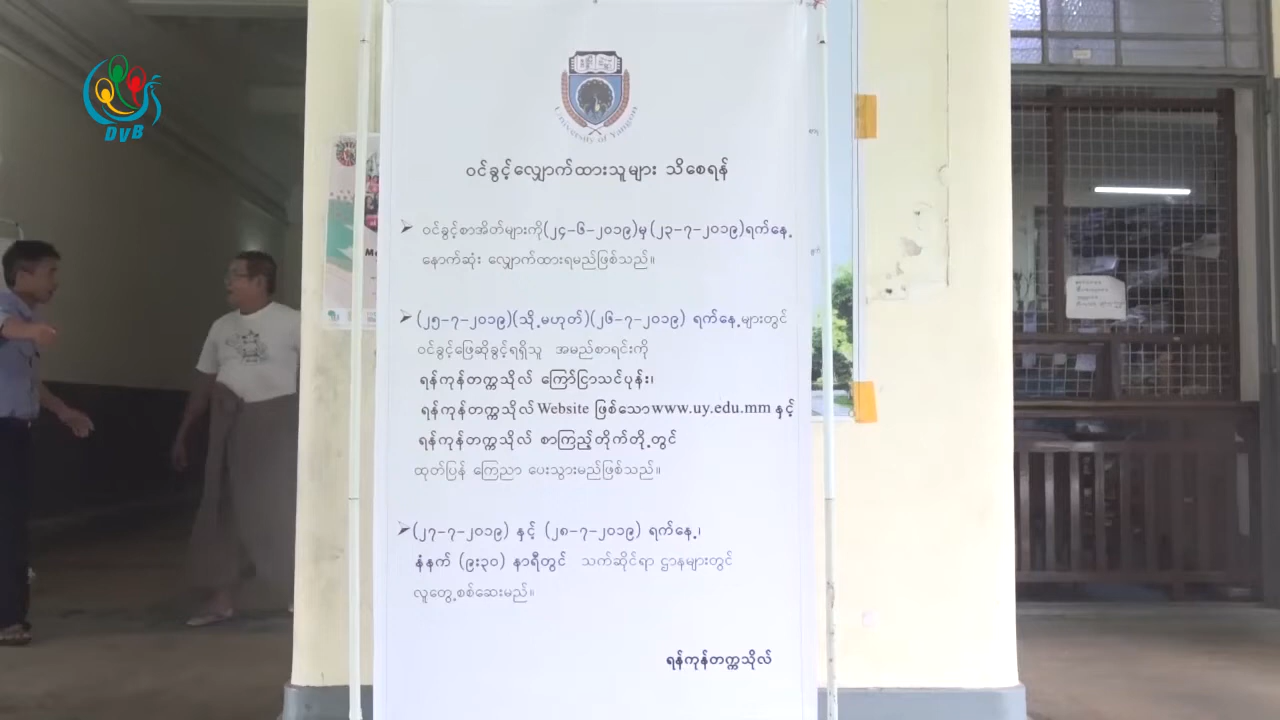 DVB
University of Yangon
ဝင်ခွင့်လျှောက်ထားသူများ သိစေရန်
➢ ဝင်ခွင့်စာအိတ်များကို(၂၄-၆-၂၀၁၉)မှ(၂၃-၇-၂၀၁၉)ရက်နေ့
နောက်ဆုံး လျှောက်ထားရမည်ဖြစ်သည်။
➢ (၂၅-၇-၂၀၁၉)(သို့မဟုတ်)(၂၆-၇-၂၀၁၉) ရက်နေ့များတွင်
ဝင်ခွင့်ဖြေဆိုခွင့်ရရှိသူ အမည်စာရင်းကို
ရန်ကုန်တက္ကသိုလ် ကြော်ငြာသင်ပုန်း၊
ရန်ကုန်တက္ကသိုလ် Website ဖြစ်သော www.uy.edu.mm နှင့်
ရန်ကုန်တက္ကသိုလ် စာကြည့်တိုက်တို့တွင်
ထုတ်ပြန် ကြေညာ ပေးသွားမည်ဖြစ်သည်။
➢ (၂၇-၇-၂၀၁၉) နှင့် (၂၈-၇-၂၀၁၉) ရက်နေ့၊
နံနက် (၉း၃၀) နာရီတွင် သက်ဆိုင်ရာ ဌာနများတွင်
လူတွေ့စစ်ဆေးမည်။
ရန်ကုန်တက္ကသိုလ်